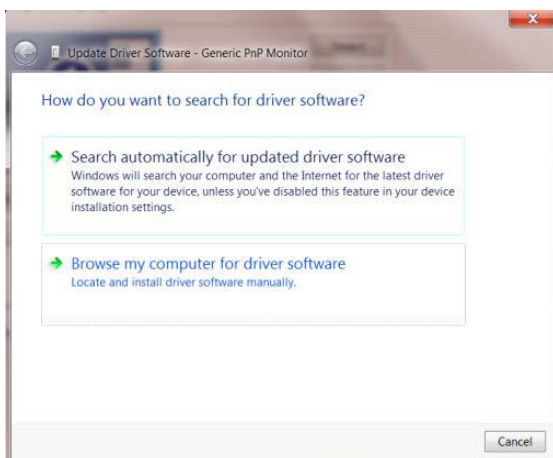 Update Driver Software - Generic PnP Monitor
How do you want to search for driver software?
Search automatically for updated driver software
Windows will search your computer and the Internet for the latest driver
software for your device, unless you've disabled this feature in your device
installation settings.
Browse my computer for driver software
Locate and install driver software manually.
Cancel